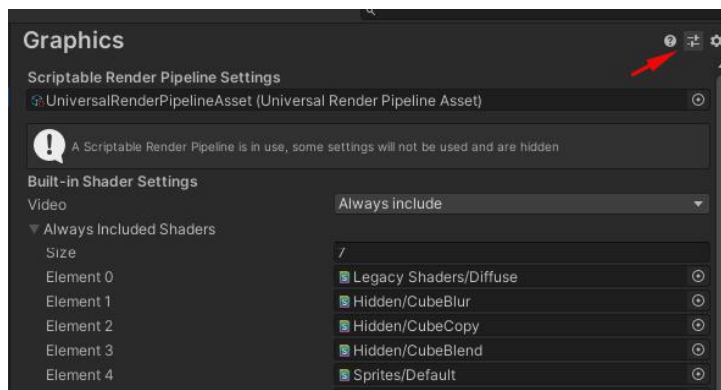 Graphics
Scriptable Render Pipeline Settings
UniversalRenderPipelineAsset (Universal Render Pipeline Asset)
A Scriptable Render Pipeline is in use, some settings will not be used and are hidden
Built-in Shader Settings
Video Always include
Always Included Shaders
Size 7
Element 0 Legacy Shaders/Diffuse
Element 1 Hidden/CubeBlur
Element 2 Hidden/CubeCopy
Element 3 Hidden/CubeBlend
Element 4 Sprites/Default